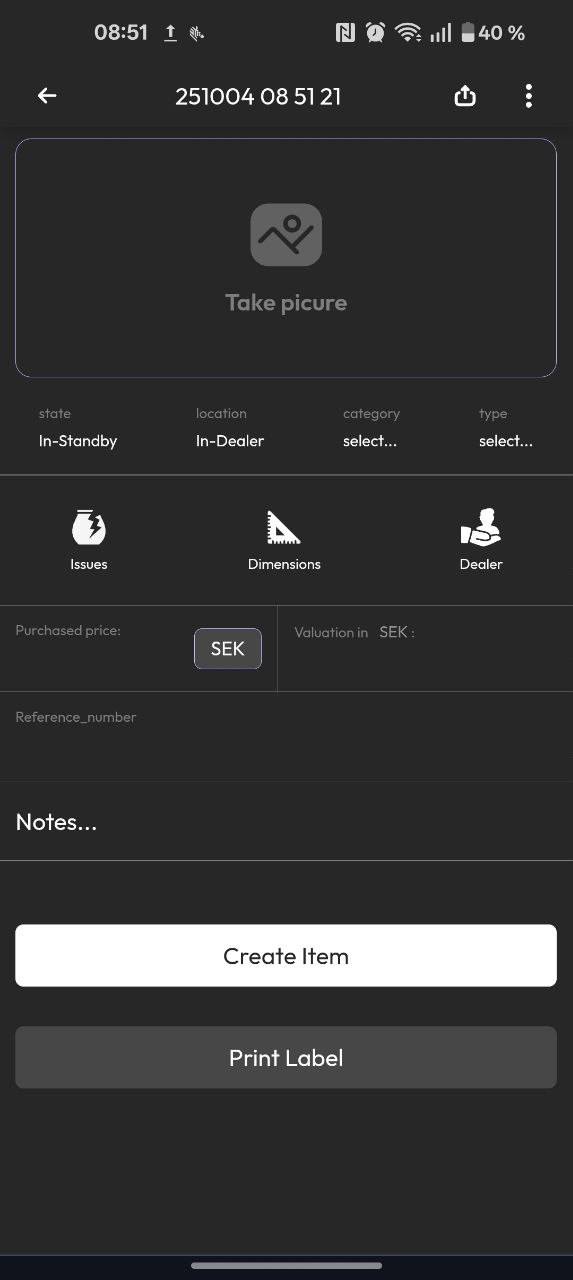 08:51 40 %
251004 08 51 21
Take picure
state location category type
In-Standby In-Dealer select... select...
Issues Dimensions Dealer
Purchased price: SEK Valuation in SEK :
Reference_number
Notes...
Create Item
Print Label